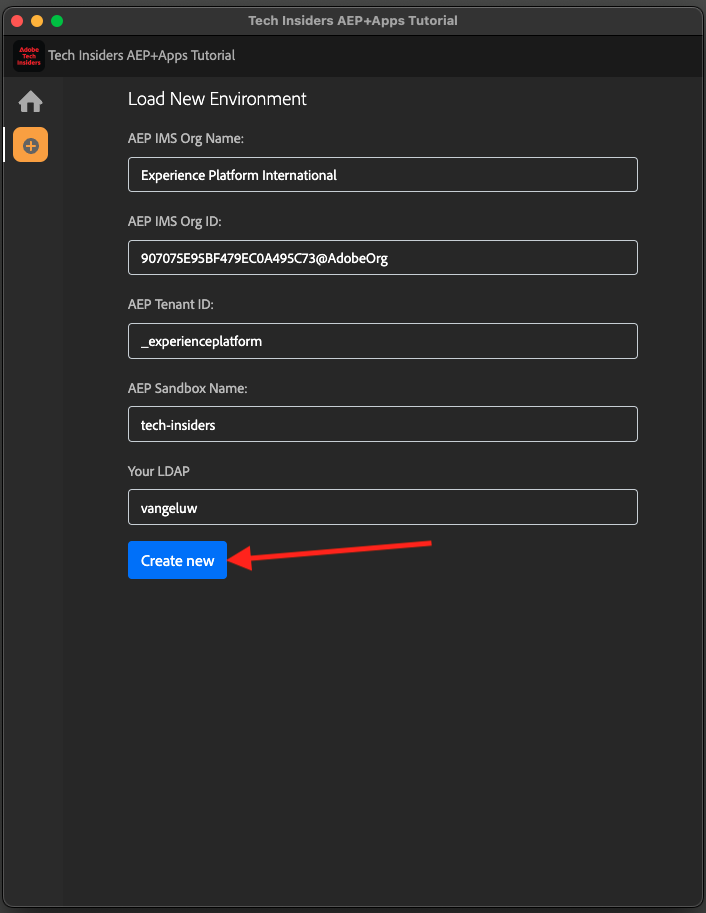 Tech Insiders AEP+Apps Tutorial
Adobe
Tech
Insiders
Tech Insiders AEP+Apps Tutorial
Load New Environment
AEP IMS Org Name:
Experience Platform International
AEP IMS Org ID:
907075E95BF479EC0A495C73@AdobeOrg
AEP Tenant ID:
_experienceplatform
AEP Sandbox Name:
tech-insiders
Your LDAP
vangeluw
Create new